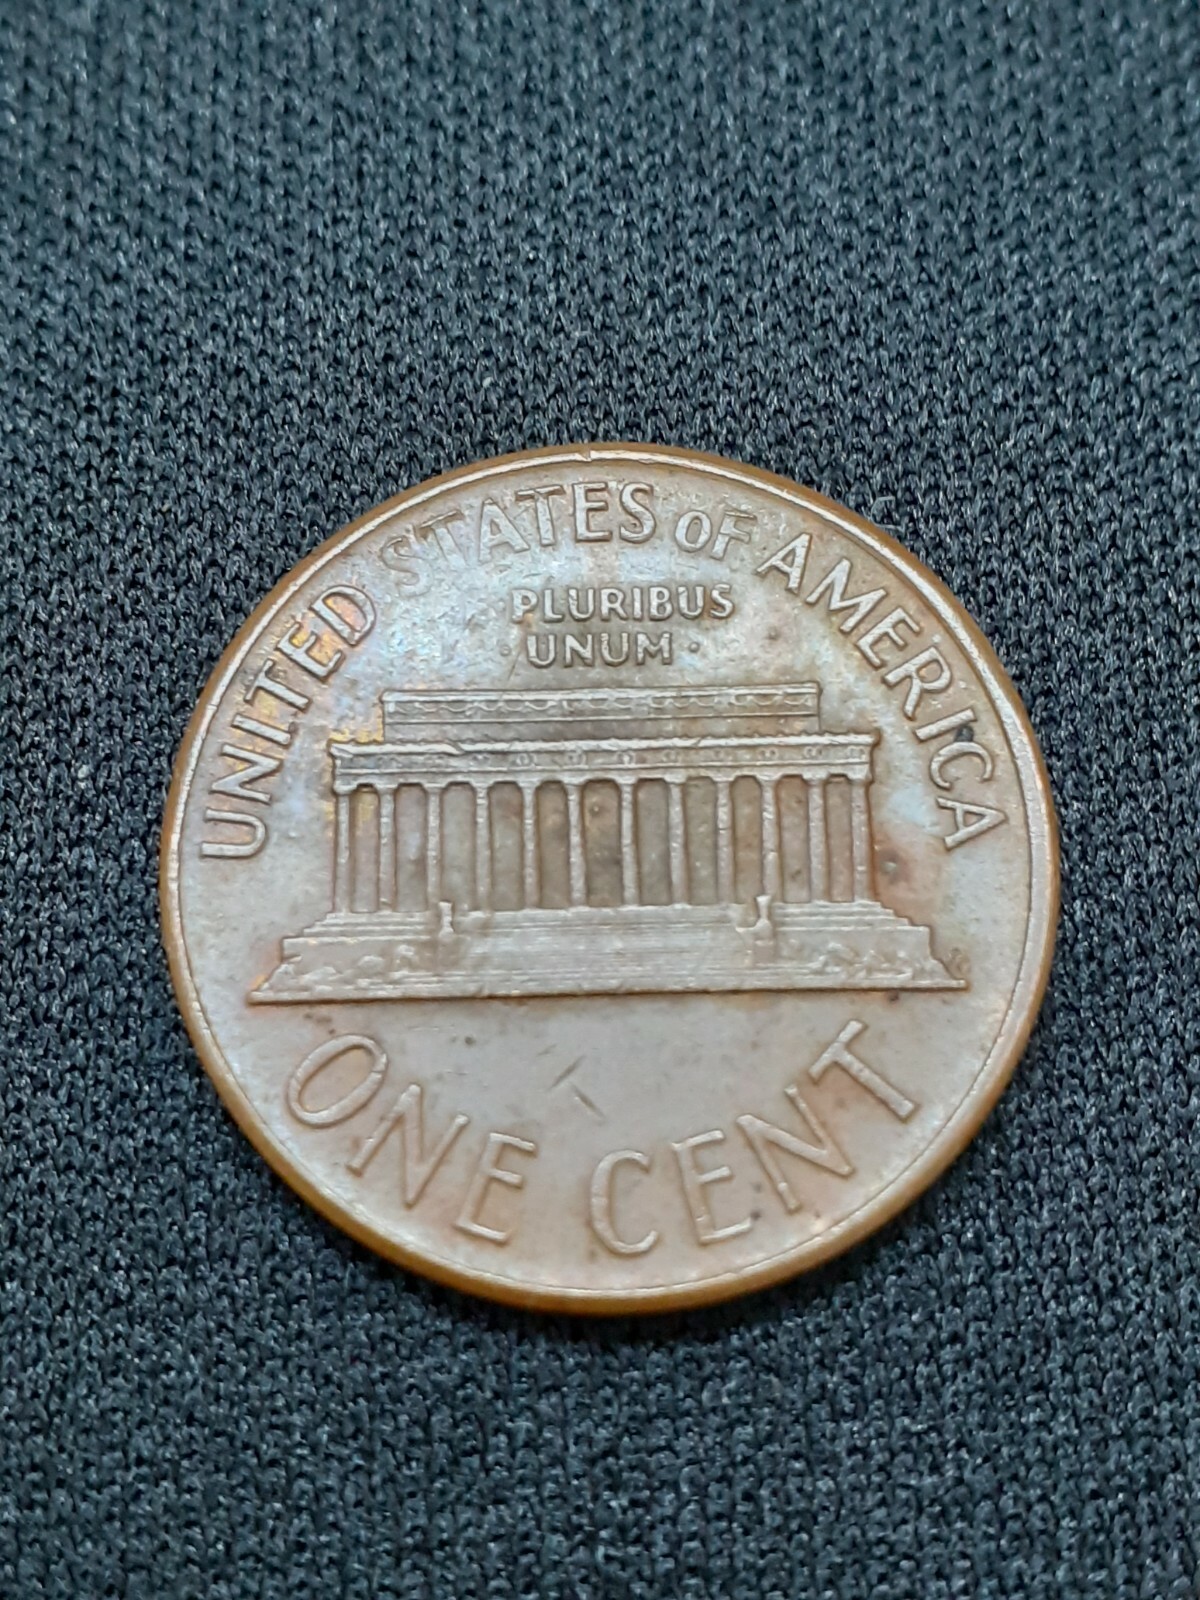 UNITED STATES OF AMERICA
PLURIBUS
· UNUM ·
ONE CENT